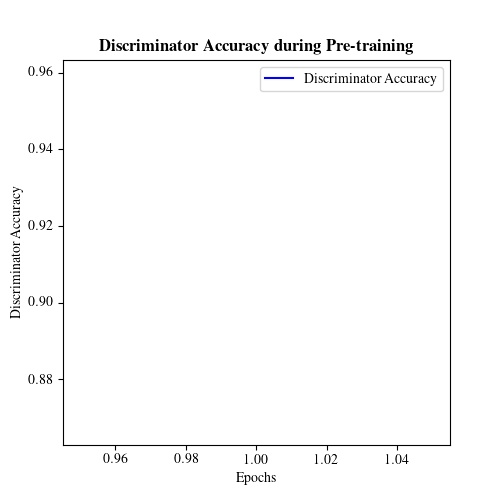 Discriminator Accuracy during Pre-training
Discriminator Accuracy
0.96
0.94
0.92
0.90
0.88
Discriminator Accuracy
0.96 0.98 1.00 1.02 1.04
Epochs